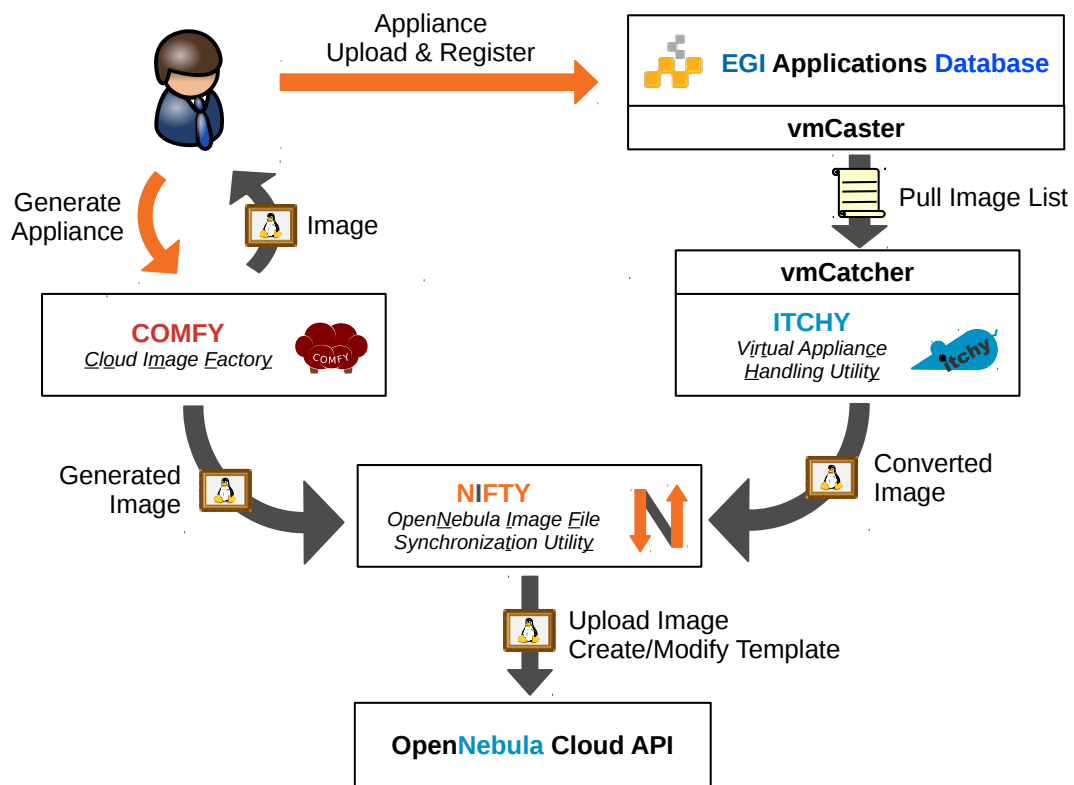 Appliance
Upload & Register
EGI Applications Database
vmCaster
Generate
Appliance
Image
Pull Image List
vmCatcher
COMFY
Cloud Image Factory
COMFY
ITCHY
Virtual Appliance
Handling Utility
itchy
Generated
Image
NIFTY
OpenNebula Image File
Synchronization Utility
N
Converted
Image
Upload Image
Create/Modify Template
OpenNebula Cloud API